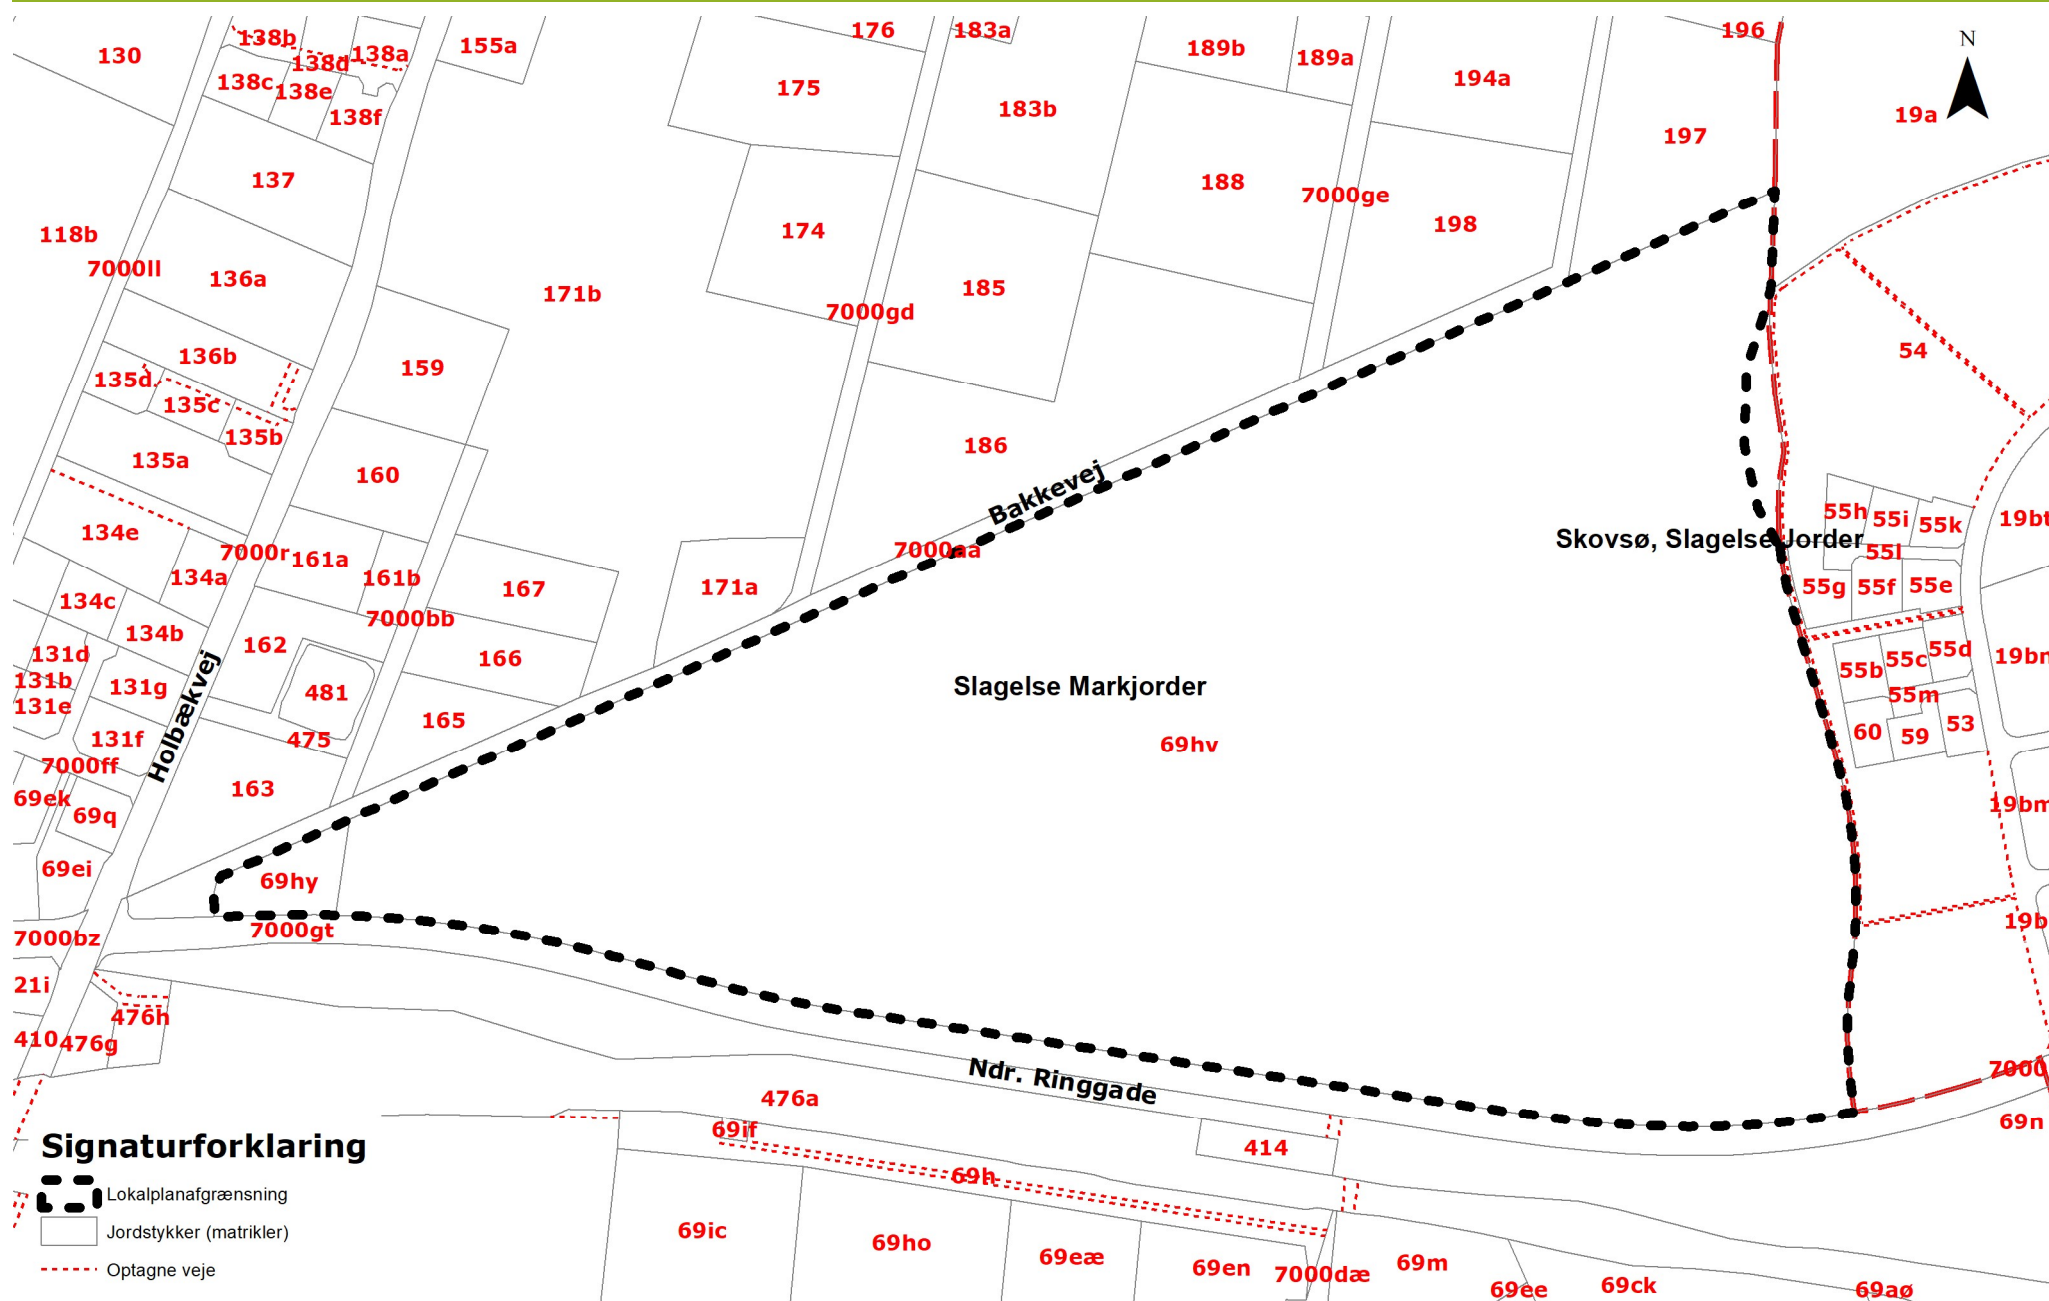 176
183a
196
138b
138d
138a
155a
189b
189a
N
130
138c
138e
138f
175
183b
194a
19a
197
137
188
7000ge
198
118b
7000ll
136a
174
171b
185
7000gd
136b
135d
135c
135b
159
54
135a
160
186
Bakkevej
134e
7000r
161a
134a
161b
167
171a
7000aa
Skovsø, Slagelse Jorder
55h
55i
55k
19bt
55l
55g
55f
55e
134c
134b
7000bb
162
166
131d
131b
131e
131g
481
Holbækvej
Slagelse Markjorder
55b
55c
55d
19bn
55m
165
475
131f
7000ff
69hv
60
59
53
163
69ek
69q
19bm
69ei
69hy
7000gt
7000bz
19b
21i
476h
410
476g
Ndr. Ringgade
7000
476a
69if
69h
414
69n
Signaturforklaring
Lokalplanafgrænsning
Jordstykker (matrikler)
Optagne veje
69ic
69ho
69eæ
69en
7000dæ
69m
69ee
69ck
69aø